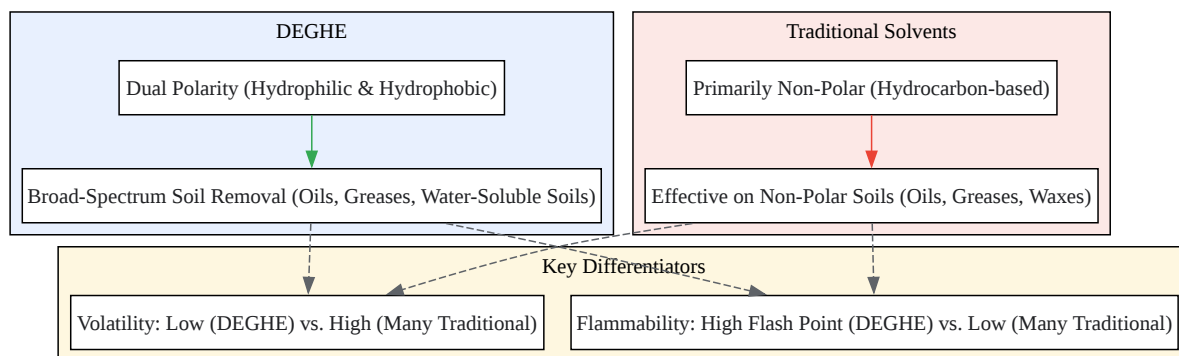 DEGHE
Dual Polarity (Hydrophilic & Hydrophobic)
Broad-Spectrum Soil Removal (Oils, Greases, Water-Soluble Soils)
Traditional Solvents
Primarily Non-Polar (Hydrocarbon-based)
Effective on Non-Polar Soils (Oils, Greases, Waxes)
Key Differentiators
Volatility: Low (DEGHE) vs. High (Many Traditional)
Flammability: High Flash Point (DEGHE) vs. Low (Many Traditional)